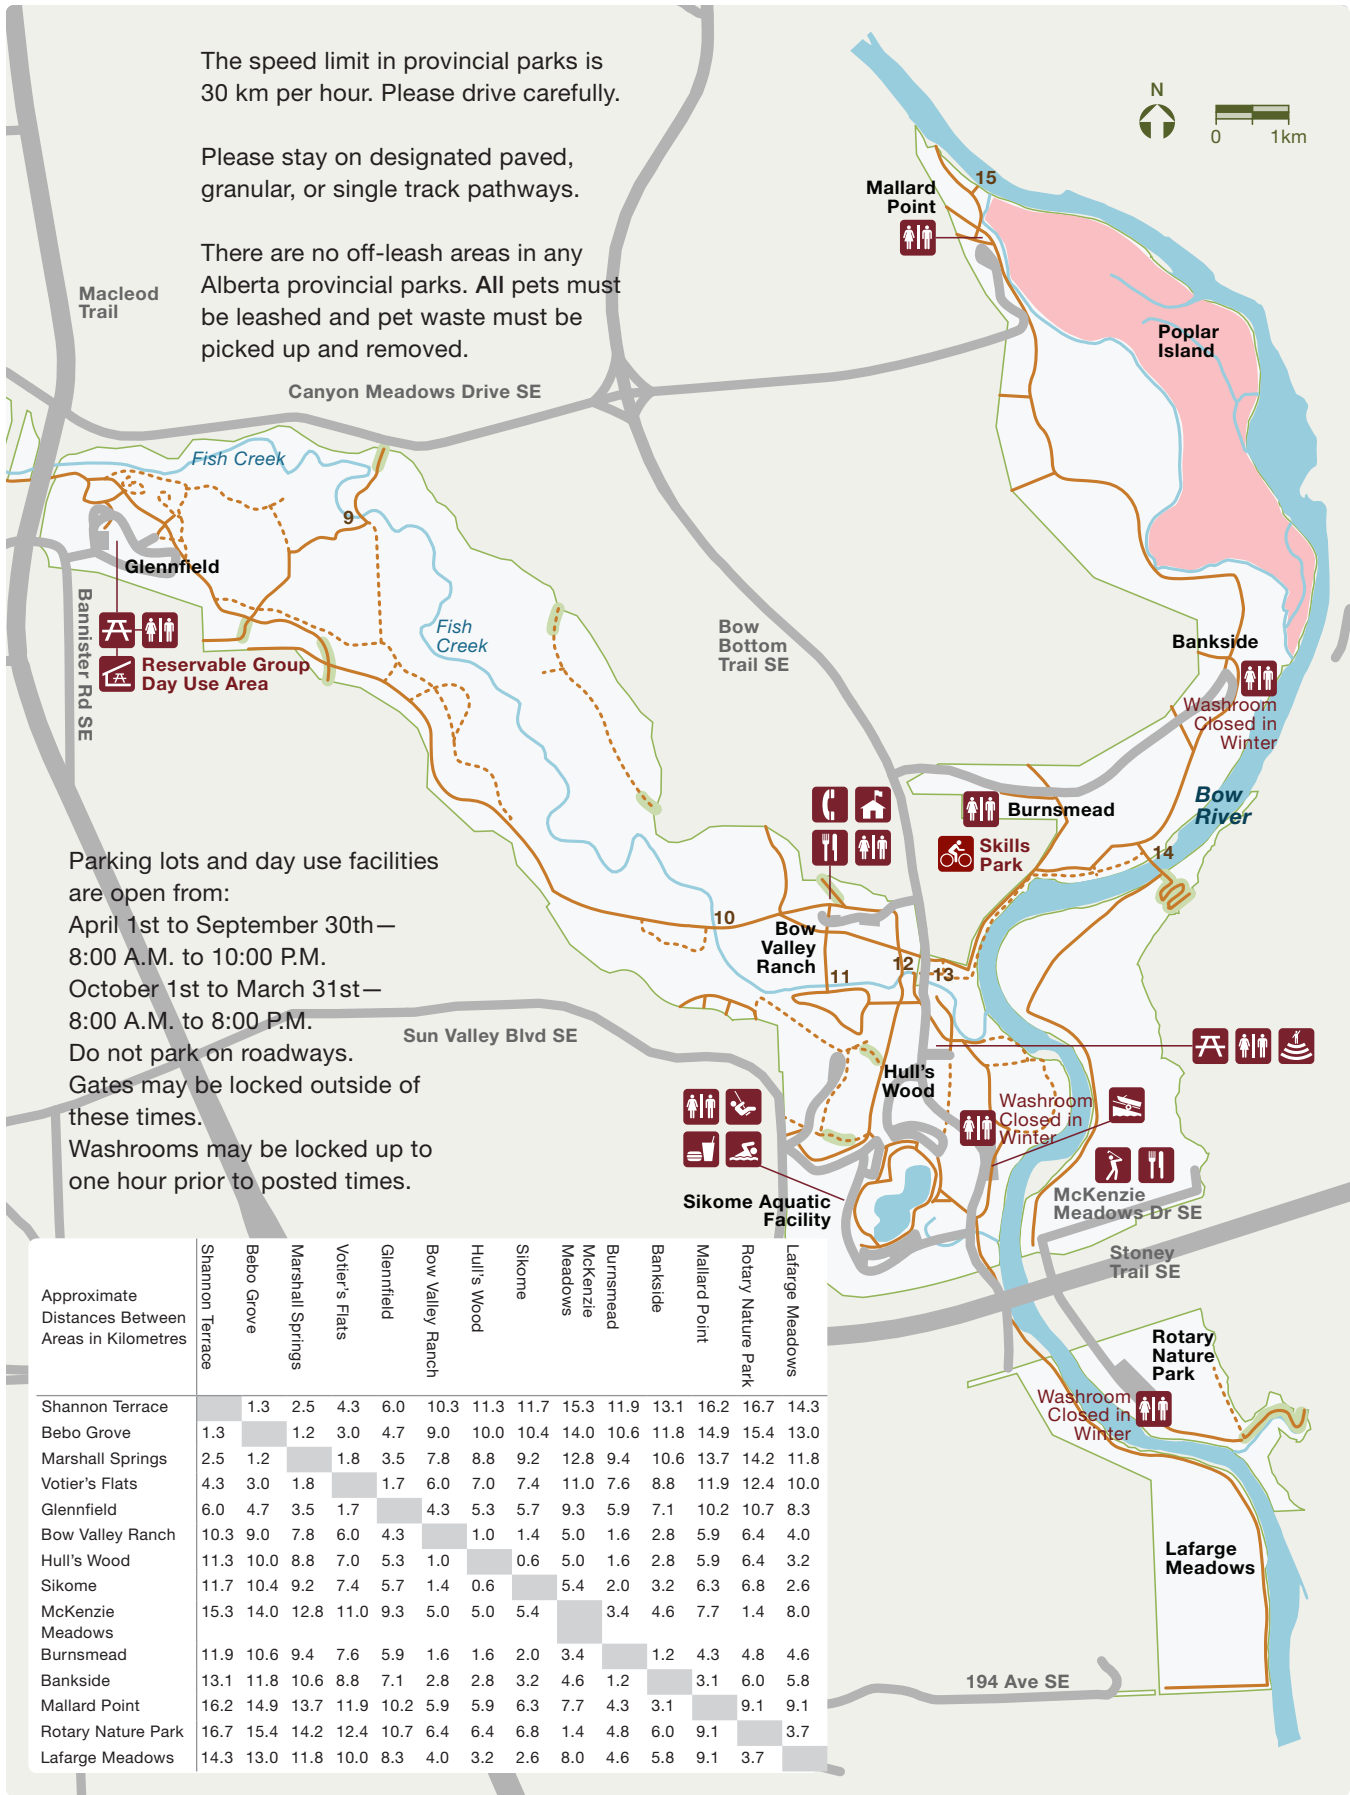 The speed limit in provincial parks is
30 km per hour. Please drive carefully.
Please stay on designated paved,
granular, or single track pathways.
There are no off-leash areas in any
Alberta provincial parks. All pets must
be leashed and pet waste must be
picked up and removed.
N
0 1km
Mallard
Point
15
Macleod
Trail
Poplar
Island
Canyon Meadows Drive SE
Fish Creek
9
Glennfield
Bannister Rd SE
Reservable Group
Day Use Area
Fish
Creek
Bow
Bottom
Trail SE
Bankside
Washroom
Closed in
Winter
Bow
River
Burnsmead
Skills
Park
14
Parking lots and day use facilities
are open from:
April 1st to September 30th—
8:00 A.M. to 10:00 P.M.
October 1st to March 31st—
8:00 A.M. to 8:00 P.M.
Do not park on roadways.
Gates may be locked outside of
these times.
Washrooms may be locked up to
one hour prior to posted times.
10
Bow
Valley
Ranch
11
12
13
Sun Valley Blvd SE
Hull's
Wood
Washroom
Closed in
Winter
Sikome Aquatic
Facility
McKenzie
Meadows Dr SE
Stoney
Trail SE
Rotary
Nature
Park
Washroom
Closed in
Winter
Lafarge
Meadows
194 Ave SE
Approximate
Distances Between
Areas in Kilometres
Shannon Terrace
Bebo Grove
Marshall Springs
Votier's Flats
Glennfield
Bow Valley Ranch
Hull's Wood
Sikome
McKenzie
Meadows
Burnsmead
Bankside
Mallard Point
Rotary Nature Park
Lafarge Meadows
Shannon Terrace 1.3 2.5 4.3 6.0 10.3 11.3 11.7 15.3 11.9 13.1 16.2 16.7 14.3
Bebo Grove 1.3 1.2 3.0 4.7 9.0 10.0 10.4 14.0 10.6 11.8 14.9 15.4 13.0
Marshall Springs 2.5 1.2 1.8 3.5 7.8 8.8 9.2 12.8 9.4 10.6 13.7 14.2 11.8
Votier's Flats 4.3 3.0 1.8 1.7 6.0 7.0 7.4 11.0 7.6 8.8 11.9 12.4 10.0
Glennfield 6.0 4.7 3.5 1.7 4.3 5.3 5.7 9.3 5.9 7.1 10.2 10.7 8.3
Bow Valley Ranch 10.3 9.0 7.8 6.0 4.3 1.0 1.4 5.0 1.6 2.8 5.9 6.4 4.0
Hull's Wood 11.3 10.0 8.8 7.0 5.3 1.0 0.6 5.0 1.6 2.8 5.9 6.4 3.2
Sikome 11.7 10.4 9.2 7.4 5.7 1.4 0.6 5.4 2.0 3.2 6.3 6.8 2.6
McKenzie 15.3 14.0 12.8 11.0 9.3 5.0 5.0 5.4 3.4 4.6 7.7 1.4 8.0
Meadows
Burnsmead 11.9 10.6 9.4 7.6 5.9 1.6 1.6 2.0 3.4 1.2 4.3 4.8 4.6
Bankside 13.1 11.8 10.6 8.8 7.1 2.8 2.8 3.2 4.6 1.2 3.1 6.0 5.8
Mallard Point 16.2 14.9 13.7 11.9 10.2 5.9 5.9 6.3 7.7 4.3 3.1 9.1 9.1
Rotary Nature Park 16.7 15.4 14.2 12.4 10.7 6.4 6.4 6.8 1.4 4.8 6.0 9.1 3.7
Lafarge Meadows 14.3 13.0 11.8 10.0 8.3 4.0 3.2 2.6 8.0 4.6 5.8 9.1 3.7